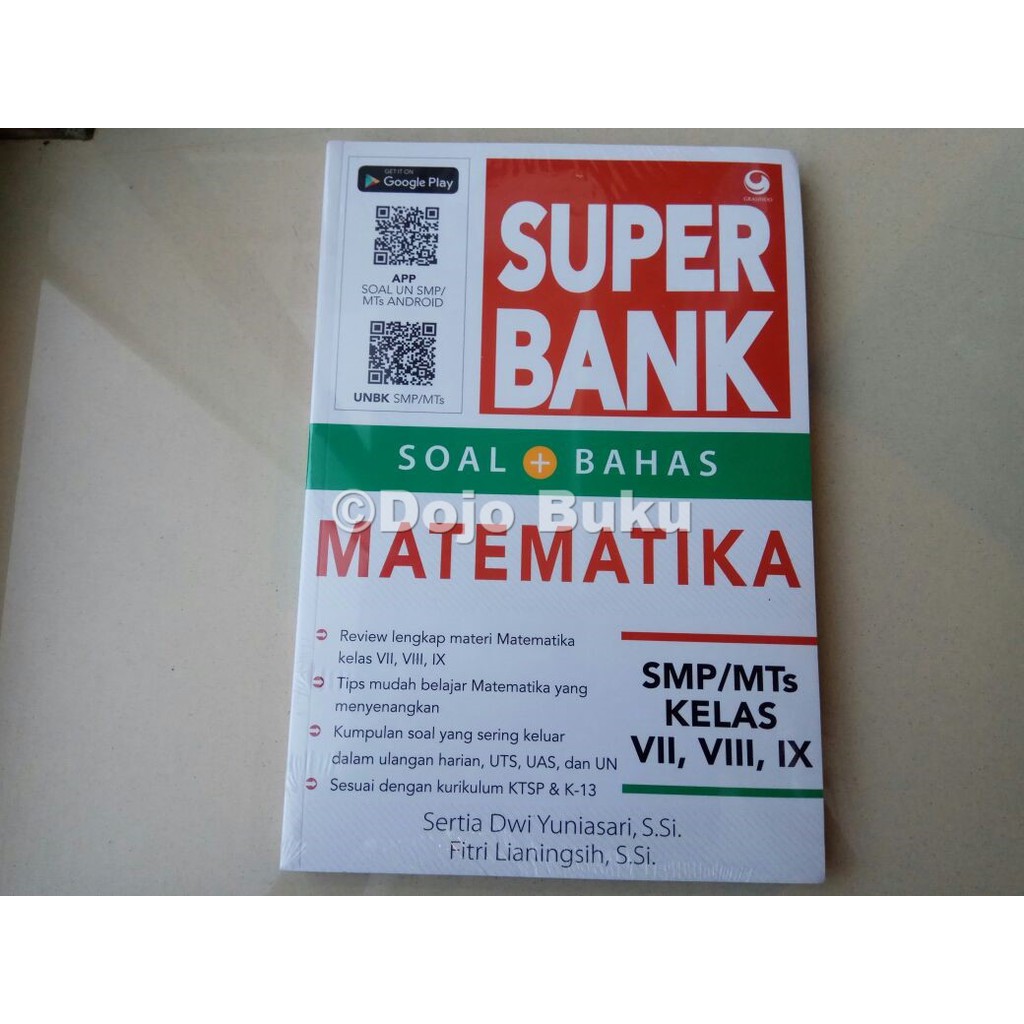 GET IT ON
Google Play
APP
SOAL UN SMP/
MTs ANDROID
UNBK SMP/MTs
SUPER
BANK
SOAL + BAHAS
©Dojo Buku
MATEMATIKA
Review lengkap materi Matematika
kelas VII, VIII, IX
Tips mudah belajar Matematika yang
menyenangkan
Kumpulan soal yang sering keluar
dalam ulangan harian, UTS, UAS, dan UN
Sesuai dengan kurikulum KTSP & K-13
SMP/MTs
KELAS
VII, VIII, IX
Sertia Dwi Yuniasari, S.Si.
Fitri Lianingsih, S.Si.